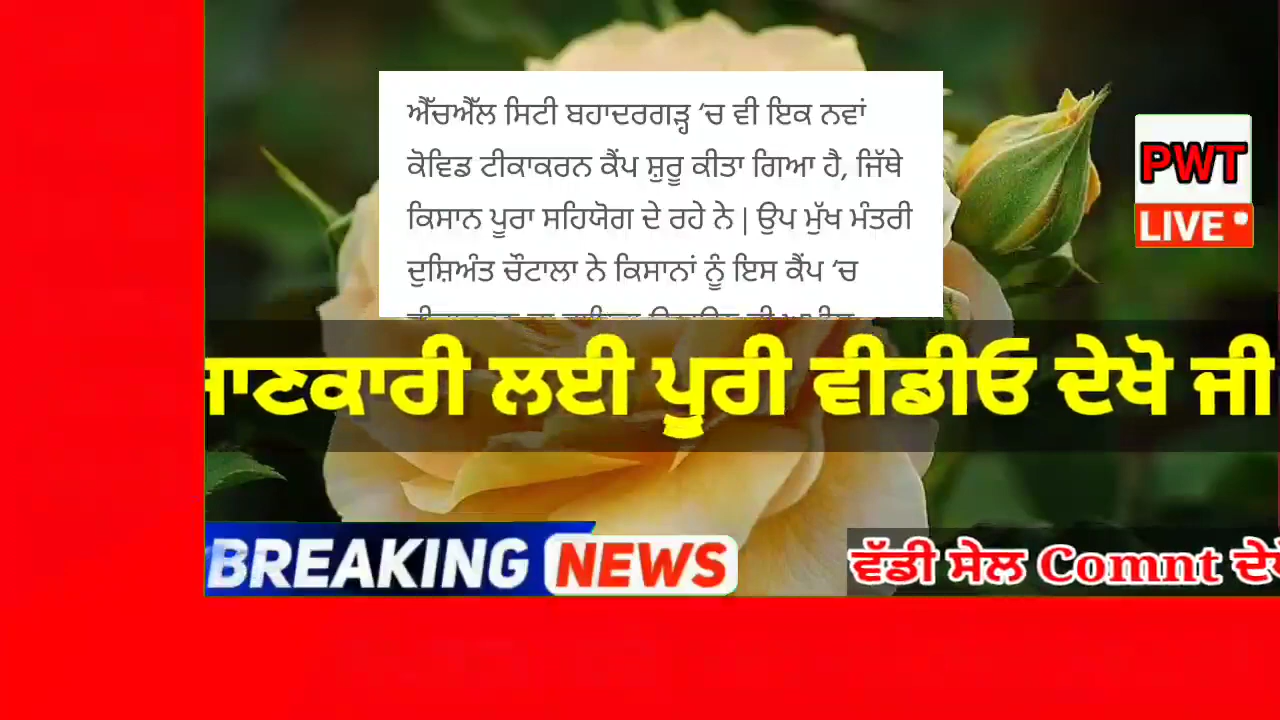 ਐੱਚਐੱਲ ਸਿਟੀ ਬਹਾਦਰਗੜ੍ਹ ‘ਚ ਵੀ ਇਕ ਨਵਾਂ
ਕੋਵਿਡ ਟੀਕਾਕਰਨ ਕੈਂਪ ਸ਼ੁਰੂ ਕੀਤਾ ਗਿਆ ਹੈ, ਜਿੱਥੇ
ਕਿਸਾਨ ਪੂਰਾ ਸਹਿਯੋਗ ਦੇ ਰਹੇ ਨੇ | ਉਪ ਮੁੱਖ ਮੰਤਰੀ
ਦੁਸ਼ਿਅੰਤ ਚੌਟਾਲਾ ਨੇ ਕਿਸਾਨਾਂ ਨੂੰ ਇਸ ਕੈਂਪ ‘ਚ
PWT
LIVE
ਜਾਣਕਾਰੀ ਲਈ ਪੂਰੀ ਵੀਡੀਓ ਦੇਖੋ ਜੀ
BREAKING NEWS
ਵੱਡੀ ਸੇਲ Comnt